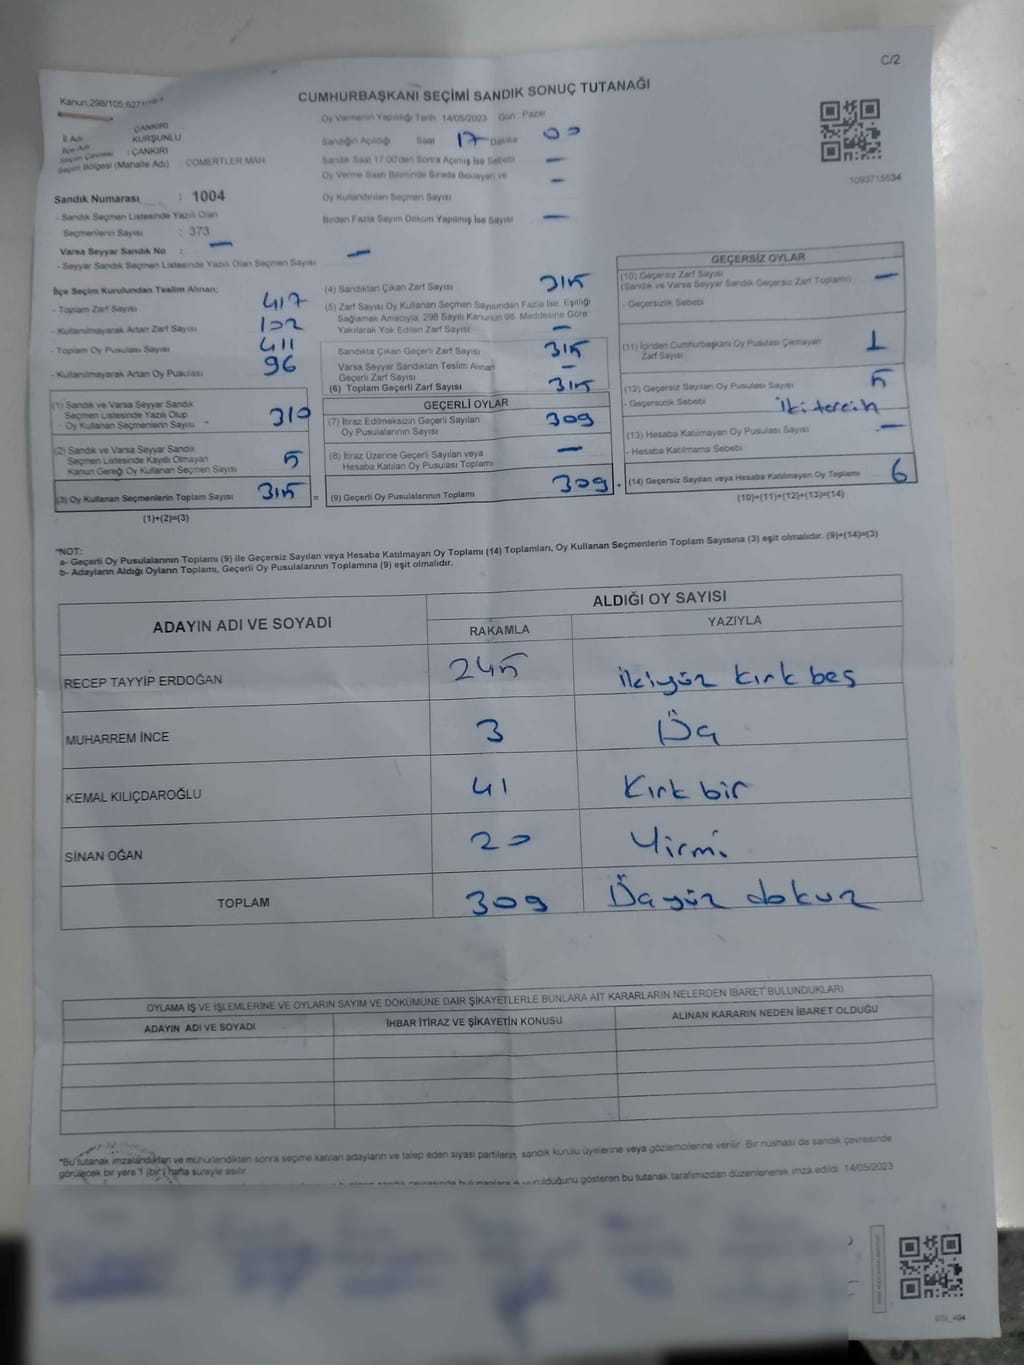 C/2
Kanun:298/105,627
CUMHURBAŞKANI SEÇİMİ SANDIK SONUÇ TUTANAĞI
İl Adı ÇANKIRI
İlçe Adı KURŞUNLU
Seçim Çevresi :ÇANKIRI
Seçim Bölgesi (Mahalle Adı) CÖMERTLER MAH
Sandık Numarası : 1004
- Sandık Seçmen Listesinde Yazılı Olan
Seçmenlerin Sayısı : 373
Varsa Seyyar Sandık No : —
- Seyyar Sandık Seçmen Listesinde Yazılı Olan Seçmen Sayısı —
Oy Vermenin Yapıldığı Tarih 14/05/2023 Gün : Pazar
Sandığın Açıldığı Saat 17 Dakika 00
Sandık Saat 17:00'den Sonra Açılmış İse Sebebi —
Oy Verme Saati Bitiminde Sırada Bekleyen ve —
Oy Kullandırılan Seçmen Sayısı
Birden Fazla Sayım Döküm Yapılmış İse Sayısı —
1093715534
İlçe Seçim Kurulundan Teslim Alınan;
- Toplam Zarf Sayısı 417
- Kullanılmayarak Artan Zarf Sayısı 102
- Toplam Oy Pusulası Sayısı 411
- Kullanılmayarak Artan Oy Pusulası 96
(1) Sandık ve Varsa Seyyar Sandık
Seçmen Listesinde Yazılı Olup
- Oy Kullanan Seçmenlerin Sayısı 310
(2) Sandık ve Varsa Seyyar Sandık
Seçmen Listesinde Kayıtlı Olmayan
Kanun Gereği Oy Kullanan Seçmen Sayısı 5
(3) Oy Kullanan Seçmenlerin Toplam Sayısı 315 =
(1)+(2)=(3)
(4) Sandıktan Çıkan Zarf Sayısı 315
(5) Zarf Sayısı Oy Kullanan Seçmen Sayısından Fazla İse, Eşitliği
Sağlamak Amacıyla, 298 Sayılı Kanunun 98. Maddesine Göre
Yakılarak Yok Edilen Zarf Sayısı —
Sandıkta Çıkan Geçerli Zarf Sayısı 315
Varsa Seyyar Sandıktan Teslim Alınan
Geçerli Zarf Sayısı —
(6) Toplam Geçerli Zarf Sayısı 315
GEÇERLİ OYLAR
(7) İtiraz Edilmeksizin Geçerli Sayılan
Oy Pusulalarının Sayısı 309
(8) İtiraz Üzerine Geçerli Sayılan veya
Hesaba Katılan Oy Pusulası Toplamı —
(9) Geçerli Oy Pusulalarının Toplamı 309 +
GEÇERSİZ OYLAR
(10) Geçersiz Zarf Sayısı —
(Sandık ve Varsa Seyyar Sandık Geçersiz Zarf Toplamı)
- Geçersizlik Sebebi
(11) İçinden Cumhurbaşkanı Oy Pusulası Çıkmayan
Zarf Sayısı 1
(12) Geçersiz Sayılan Oy Pusulası Sayısı 5
- Geçersizlik Sebebi iki tercih
(13) Hesaba Katılmayan Oy Pusulası Sayısı —
- Hesaba Katılmama Sebebi
(14) Geçersiz Sayılan veya Hesaba Katılmayan Oy Toplamı 6
(10)+(11)+(12)+(13)=(14)
*NOT:
a- Geçerli Oy Pusulalarının Toplamı (9) ile Geçersiz Sayılan veya Hesaba Katılmayan Oy Toplamı (14) Toplamları, Oy Kullanan Seçmenlerin Toplam Sayısına (3) eşit olmalıdır. (9)+(14)=(3)
b- Adayların Aldığı Oyların Toplamı, Geçerli Oy Pusulalarının Toplamına (9) eşit olmalıdır.
ADAYIN ADI VE SOYADI ALDIĞI OY SAYISI
RAKAMLA YAZIYLA
RECEP TAYYİP ERDOĞAN 245 ikiyüz kırk beş
MUHARREM İNCE 3 Üç
KEMAL KILIÇDAROĞLU 41 Kırk bir
SİNAN OĞAN 20 Yirmi
TOPLAM 309 Üçyüz dokuz
OYLAMA İŞ VE İŞLEMLERİNE VE OYLARIN SAYIM VE DÖKÜMÜNE DAİR ŞİKAYETLERLE BUNLARA AİT KARARLARIN NELERDEN İBARET BULUNDUKLARI
ADAYIN ADI VE SOYADI İHBAR İTİRAZ VE ŞİKAYETİN KONUSU ALINAN KARARIN NEDEN İBARET OLDUĞU
*Bu tutanak imzalandıktan ve mühürlendikten sonra seçime katılan adayların ve talep eden siyasi partilerin, sandık kurulu üyelerine veya gözlemcilerine verilir. Bir nüshası da sandık çevresinde
görülecek bir yere 1 (bir) hafta süreyle asılır.
vurulduğunu gösteren bu tutanak tarafımızdan düzenlenerek imza edildi. 14/05/2023